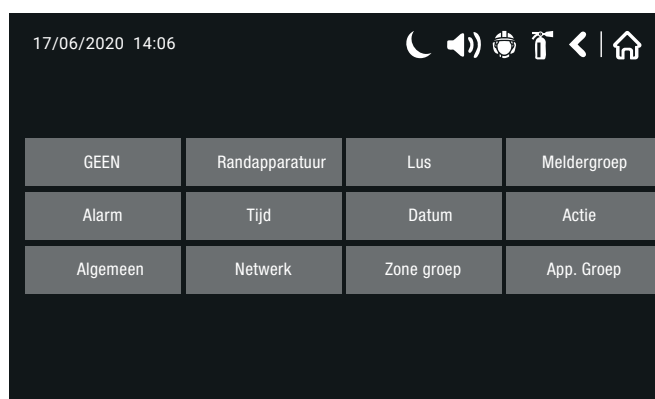 17/06/2020 14:06
GEEN Randapparatuur Lus Meldergroep
Alarm Tijd Datum Actie
Algemeen Netwerk Zone groep App. Groep